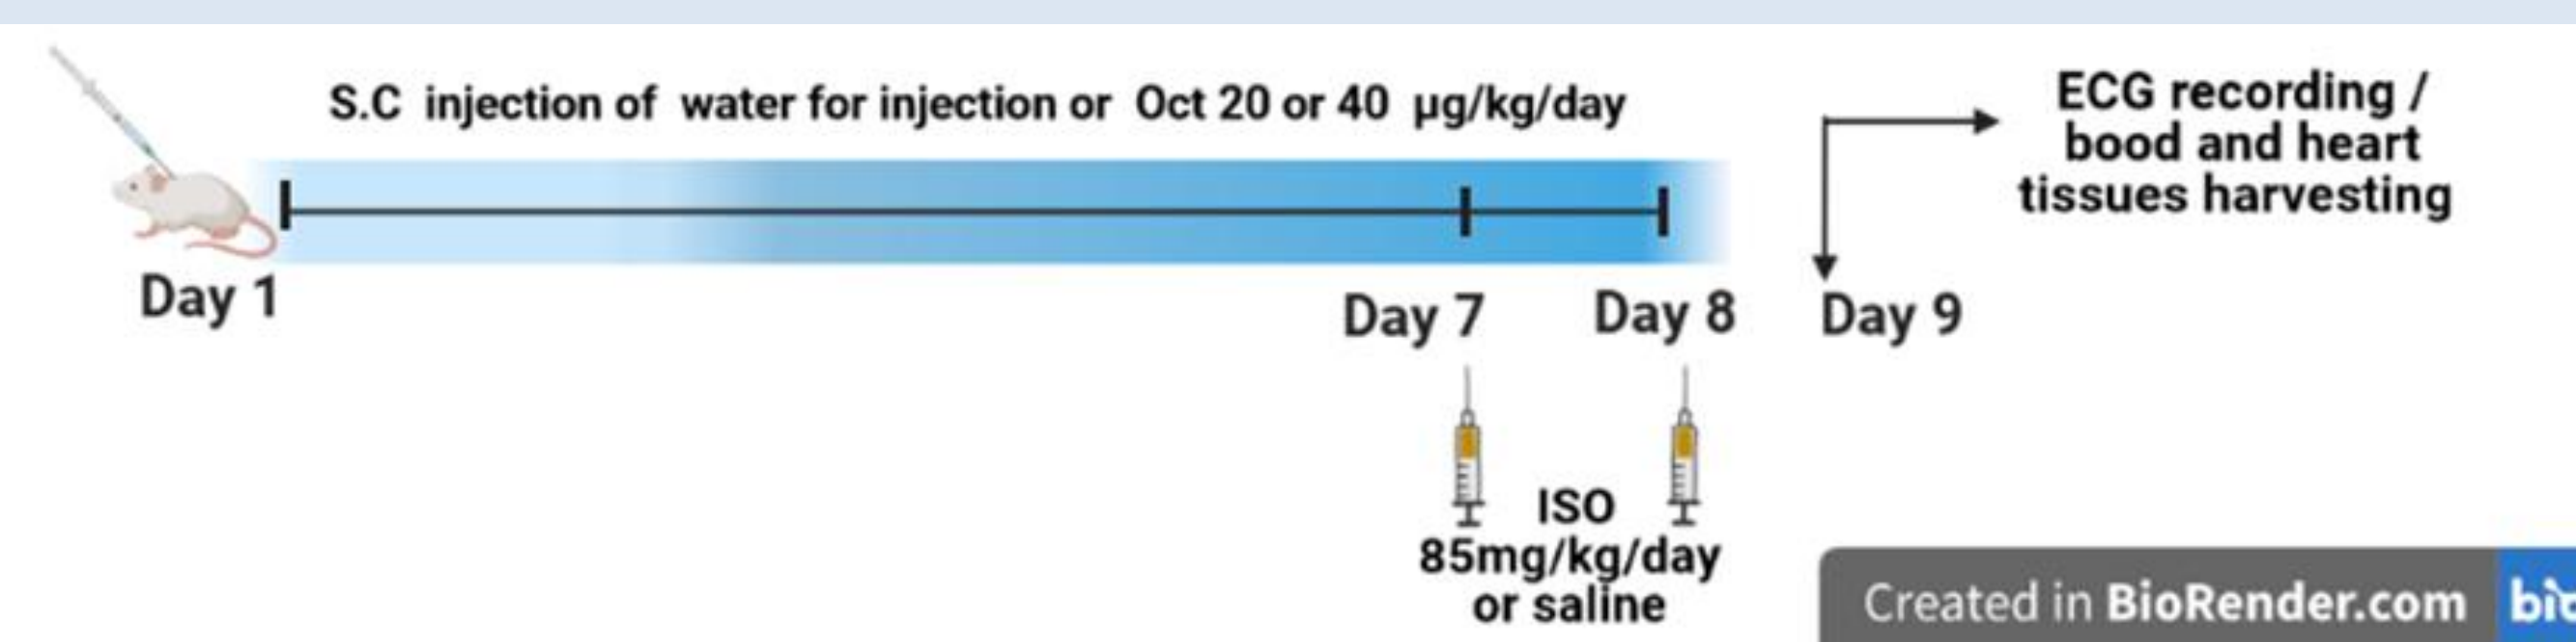 S.C injection of water for injection or Oct 20 or 40 µg/kg/day
ECG recording /
bood and heart
tissues harvesting
Day 1
Day 7
Day 8
Day 9
ISO
85mg/kg/day
or saline
Created in BioRender.com